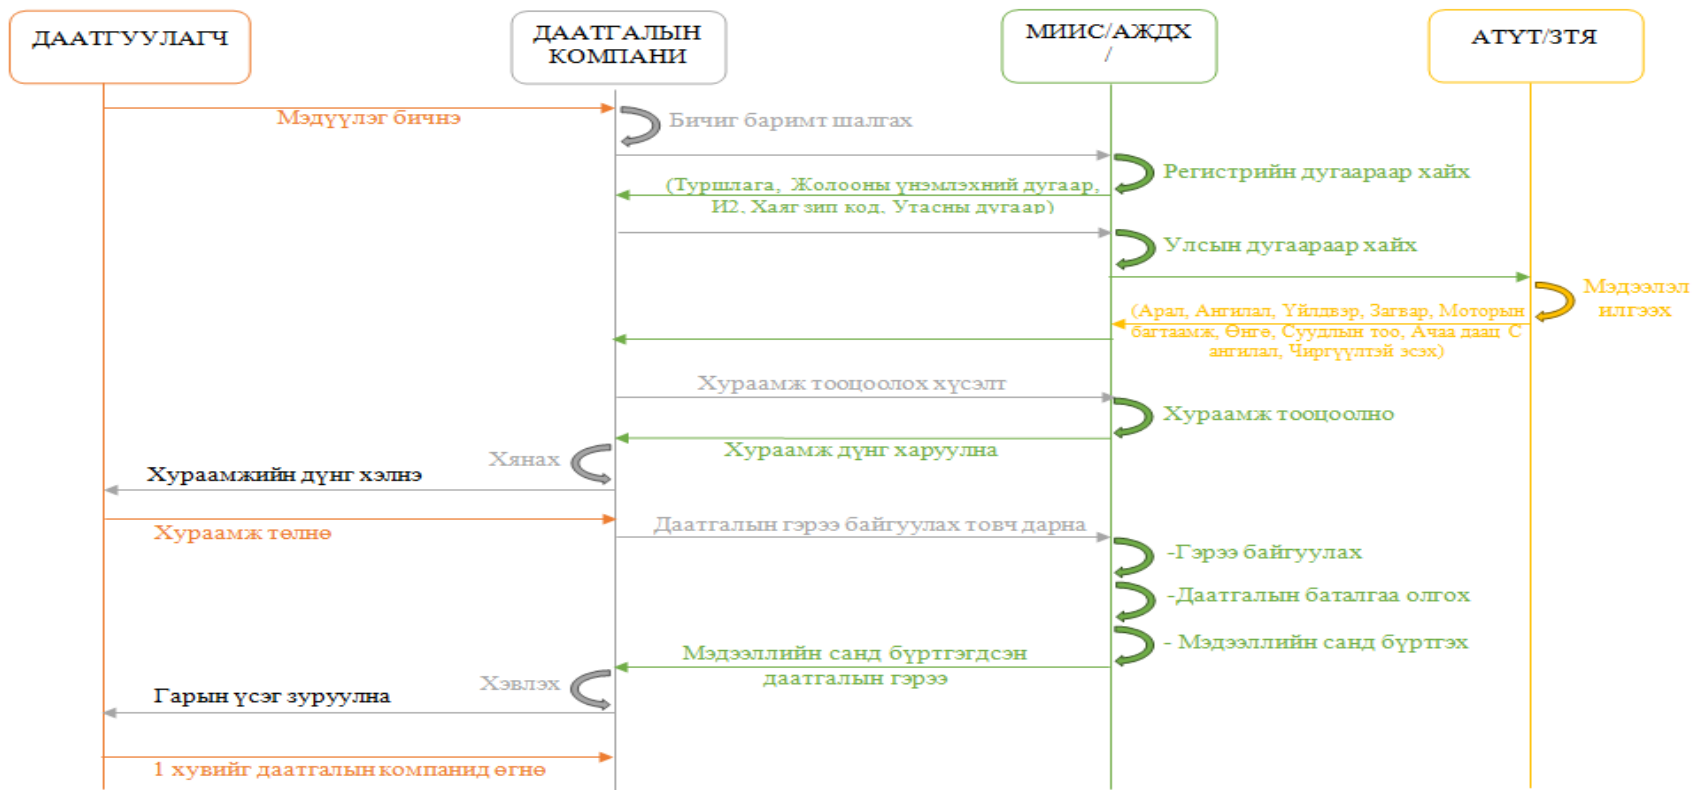 ДААТГУУЛАГЧ
ДААТГАЛЫН
КОМПАНИ
МИИС/АЖДХ
/
АТҮТ/ЗТЯ
Мэдүүлэг бичнэ
Бичиг баримт шалгах
Регистрийн дугаараар хайх
(Туршлага, Жолооны үнэмлэхний дугаар,
И2, Хаяг зип код, Утасны дугаар)
Улсын дугаараар хайх
Мэдээлэл
илгээх
(Арал, Ангилал, Үйлдвэр, Загвар, Моторын
багтаамж, Өнгө, Суудлын тоо, Ачаа даац С
ангилал, Чиргүүлтэй эсэх)
Хураамж тооцоолох хүсэлт
Хураамж тооцоолно
Хураамж дүнг харуулна
Хянах
Хураамжийн дүнг хэлнэ
Хураамж төлнө
Даатгалын гэрээ байгуулах товч дарна
-Гэрээ байгуулах
-Даатгалын баталгаа олгох
- Мэдээллийн санд бүртгэх
Мэдээллийн санд бүртгэгдсэн
даатгалын гэрээ
Хэвлэх
Гарын үсэг зуруулна
1 хувийг даатгалын компанид өгнө